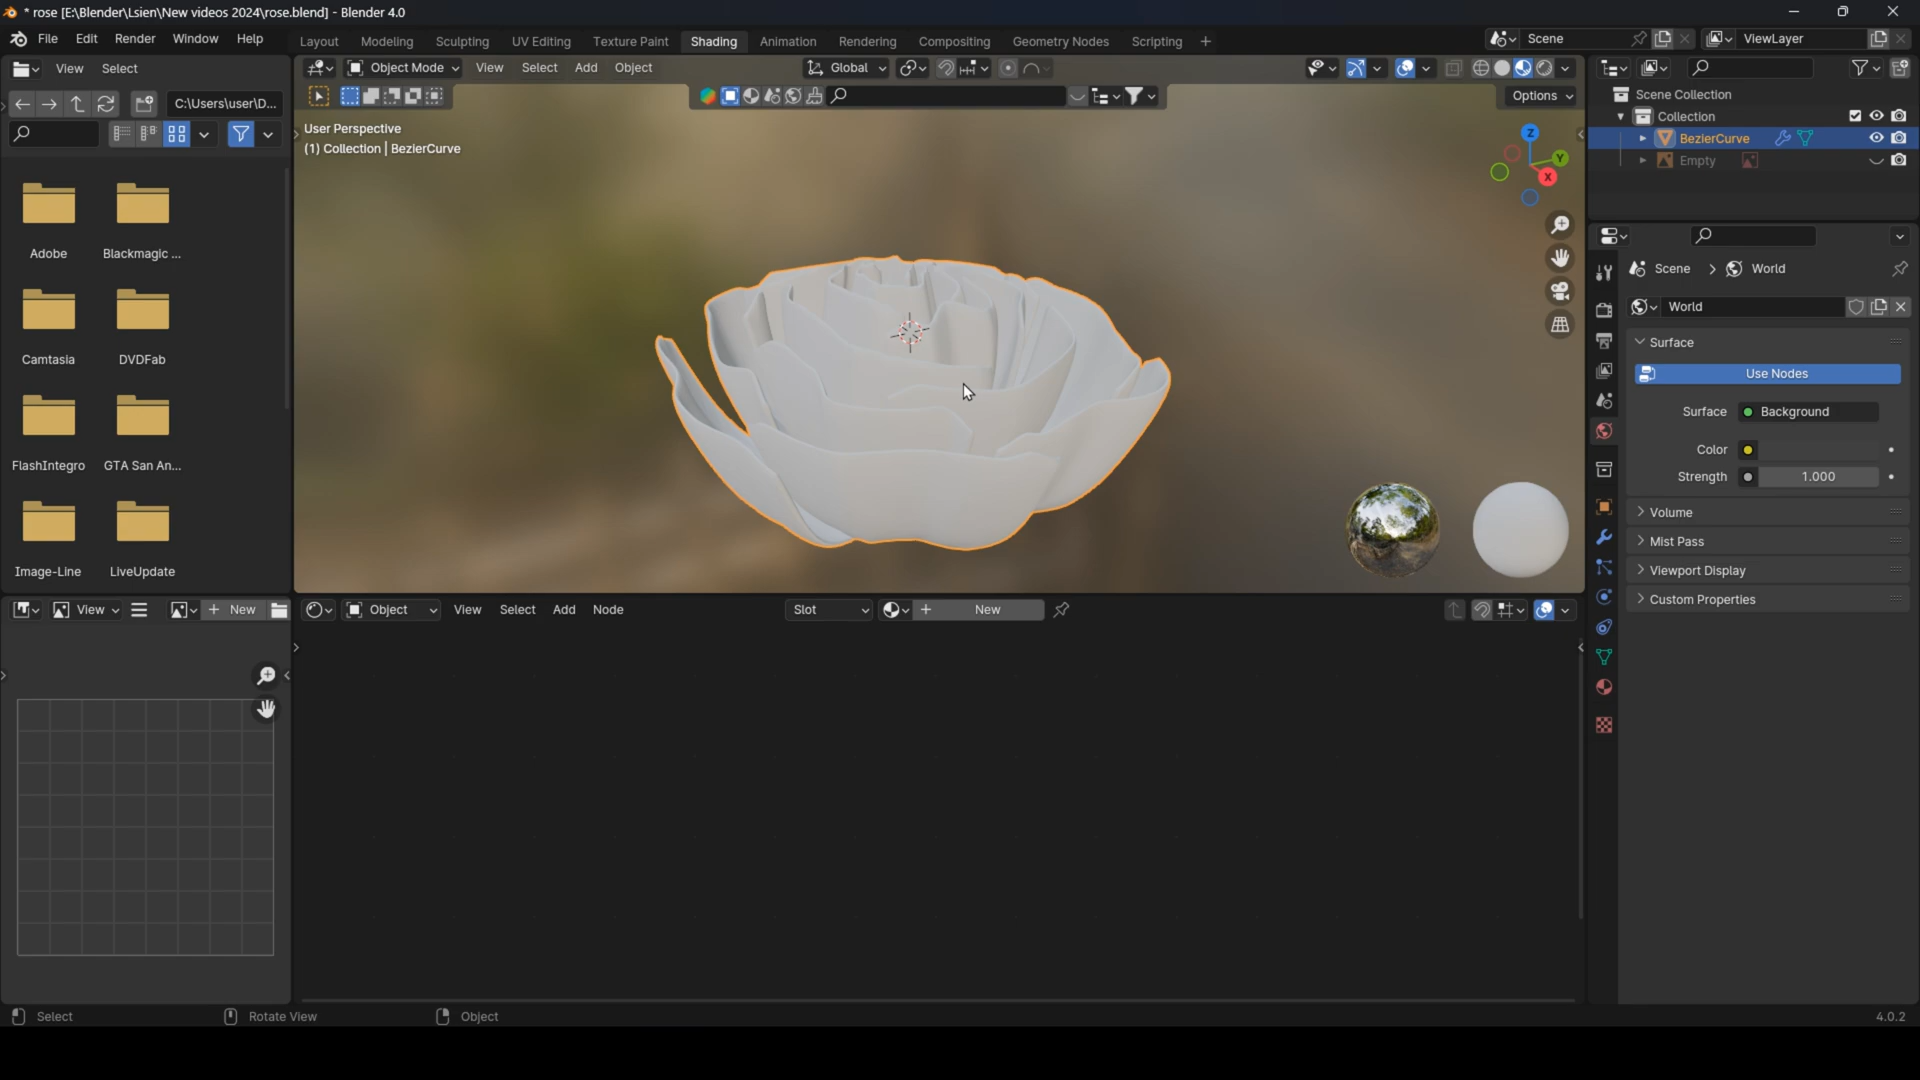 * rose [E:\Blender\Lsien\New videos 2024\rose.blend] - Blender 4.0
File Edit Render Window Help
Layout Modeling Sculpting UV Editing Texture Paint Shading Animation Rendering Compositing Geometry Nodes Scripting +
Scene
ViewLayer
View Select
Object Mode View Select Add Object
Global
Options
C:\Users\user\D...
User Perspective
(1) Collection | BezierCurve
Z
Y
X
Scene Collection
Collection
BezierCurve
Empty
Scene > World
World
Surface
Use Nodes
Surface Background
Color
Strength 1.000
Volume
Mist Pass
Viewport Display
Custom Properties
Adobe
Blackmagic ...
Camtasia
DVDFab
FlashIntegro
GTA San An...
Image-Line
LiveUpdate
View
+ New
Object View Select Add Node
Slot
+ New
Select
Rotate View
Object
4.0.2